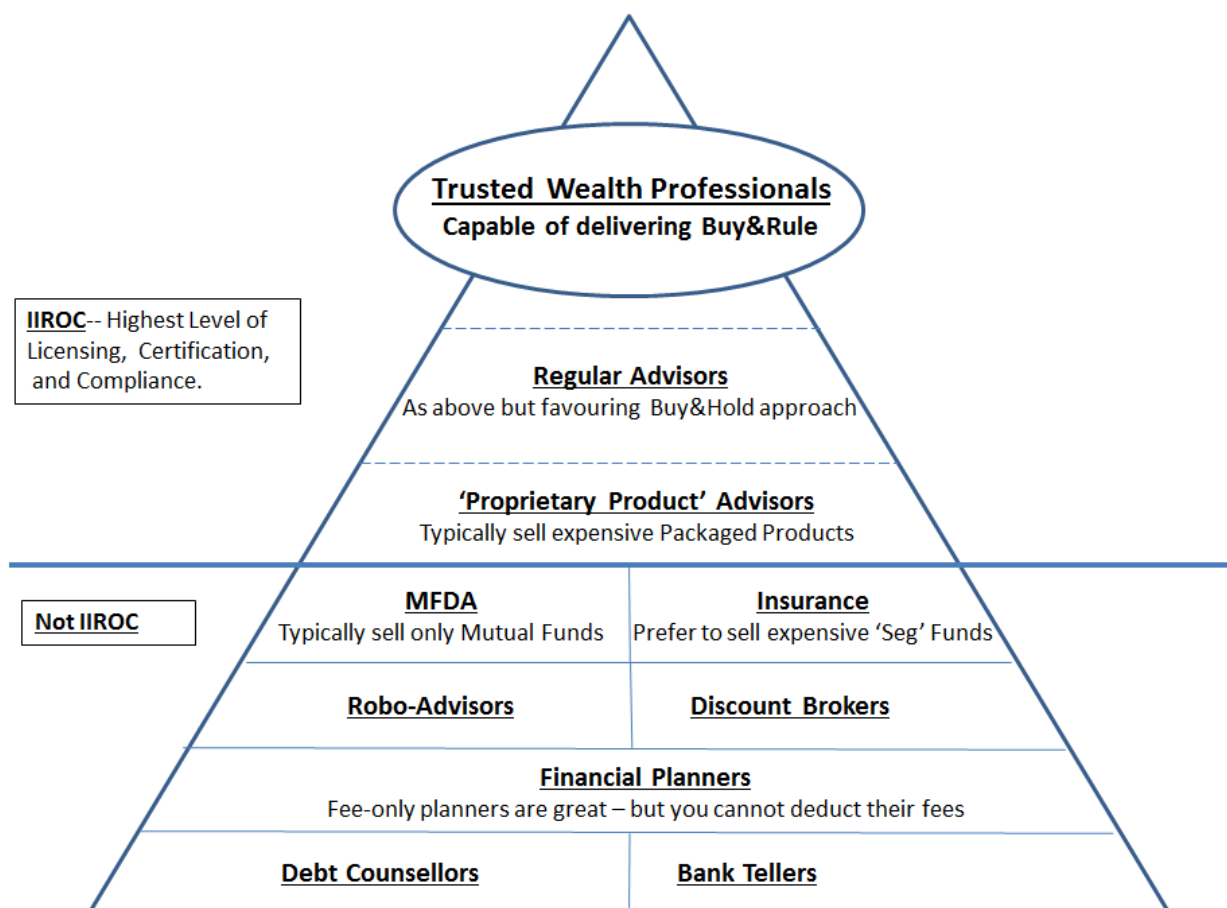 Trusted Wealth Professionals
Capable of delivering Buy&Rule
IIROC-- Highest Level of
Licensing, Certification,
and Compliance.
Regular Advisors
As above but favouring Buy&Hold approach
‘Proprietary Product’ Advisors
Typically sell expensive Packaged Products
Not IIROC
MFDA
Typically sell only Mutual Funds
Insurance
Prefer to sell expensive ‘Seg’ Funds
Robo-Advisors
Discount Brokers
Financial Planners
Fee-only planners are great – but you cannot deduct their fees
Debt Counsellors
Bank Tellers